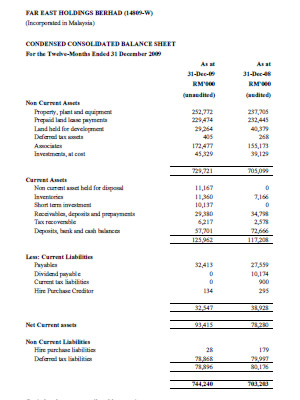 FAR EAST HOLDINGS BERHAD (14809-W)
(Incorporated in Malaysia)
CONDENSED CONSOLIDATED BALANCE SHEET
For the Twelve-Months Ended 31 December 2009
As at As at
31-Dec-09 31-Dec-08
RM'000 RM'000
(unaudited) (audited)
Non Current Assets
Property, plant and equipment 252,772 237,705
Prepaid land lease payments 229,474 232,445
Land held for development 29,264 40,379
Deferred tax assets 405 268
Associates 172,477 155,173
Investments, at cost 45,329 39,129
729,721 705,099
Current Assets
Non current asset held for disposal 11,167 0
Inventories 11,360 7,166
Short term investment 10,137 0
Receivables, deposits and prepayments 29,380 34,798
Tax recoverable 6,217 2,578
Deposits, bank and cash balances 57,701 72,666
125,962 117,208
Less: Current Liabilities
Payables 32,413 27,559
Dividend payable 0 10,174
Current tax liabilities 0 900
Hire Purchase Creditor 134 295
32,547 38,928
Net Current assets 93,415 78,280
Non Current Liabilities
Hire purchase liabilities 28 179
Deferred tax liabilities 78,868 79,997
78,896 80,176
744,240 703,203